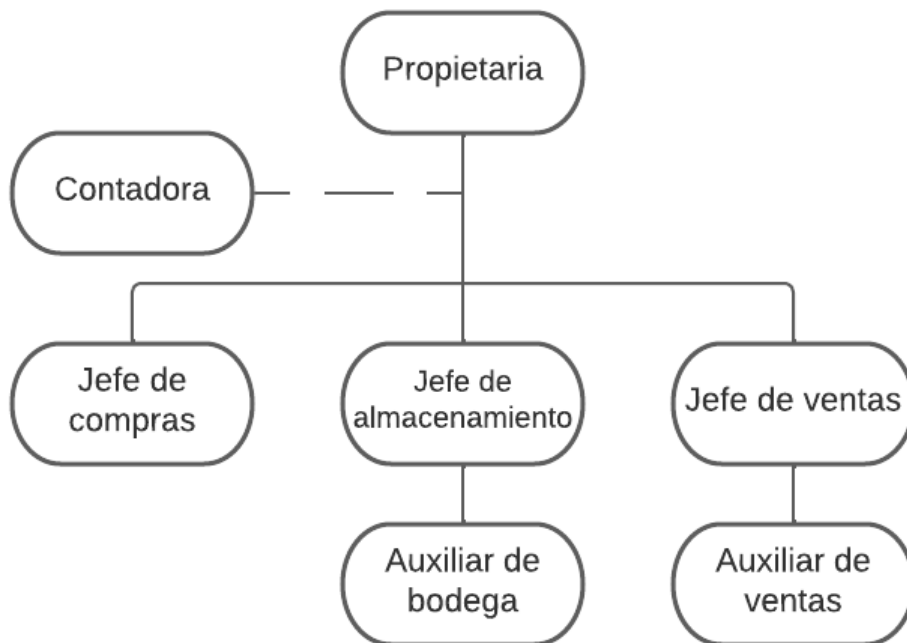 Propietaria
Contadora
Jefe de
compras
Jefe de
almacenamiento
Jefe de ventas
Auxiliar de
bodega
Auxiliar de
ventas